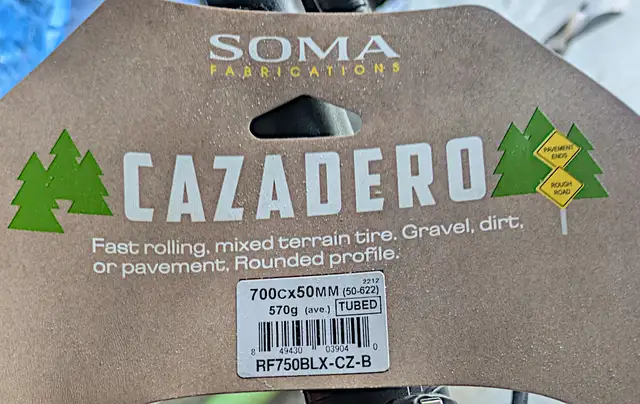 SOMA
FABRICATIONS
CAZADERO
PAVEMENT
ENDS
ROUGH
ROAD
Fast rolling, mixed terrain tire. Gravel, dirt,
or pavement. Rounded profile.
2212
700CX50MM (50-622)
570g (ave.) TUBED
8 49430 03904 0
RF750BLX-CZ-B